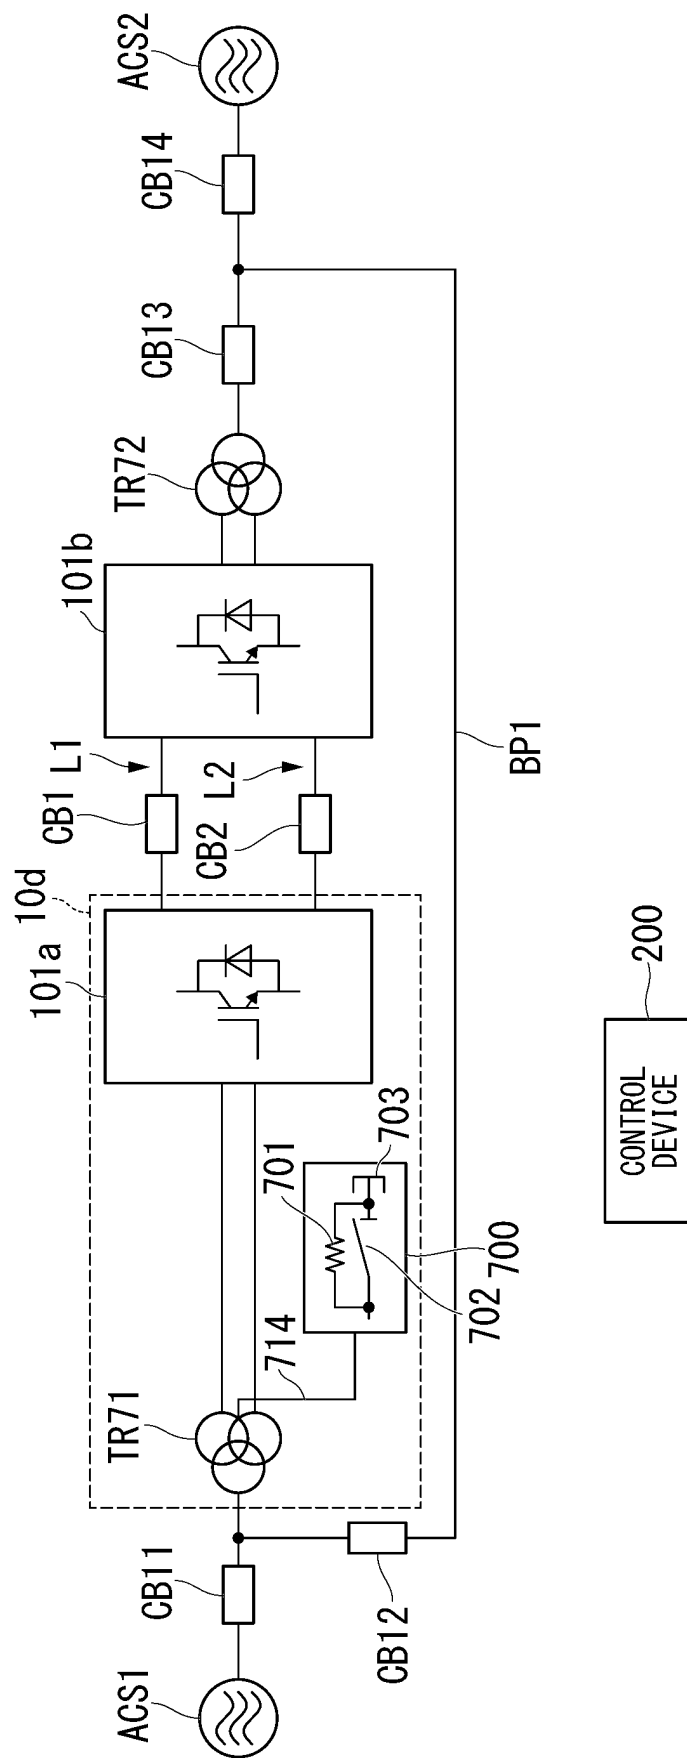 ACS1
CB11
CB12
TR71
714
700
701
702
703
101a
10d
CB1
L1
CB2
L2
101b
TR72
CB13
CB14
ACS2
BP1
200
CONTROL
DEVICE